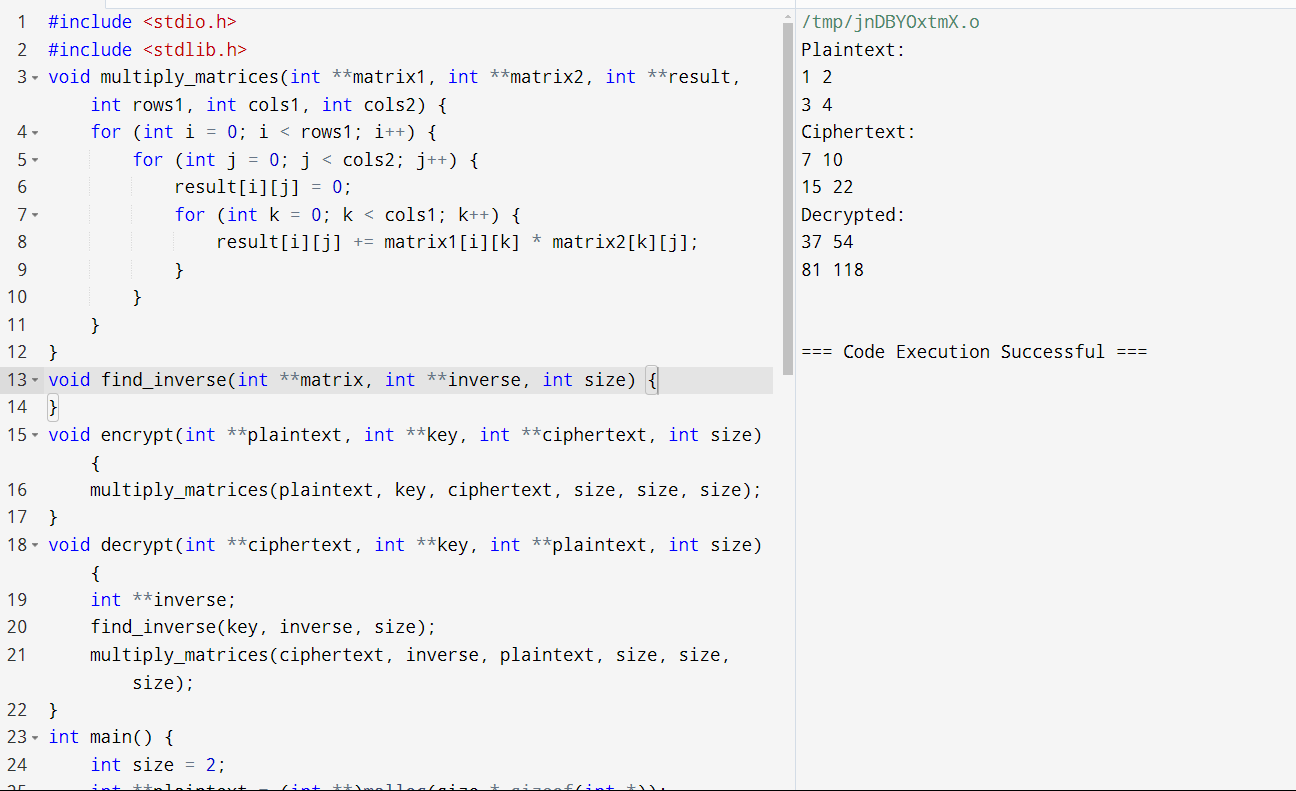 1 #include <stdio.h>
2 #include <stdlib.h>
3 void multiply_matrices(int **matrix1, int **matrix2, int **result,
int rows1, int cols1, int cols2) {
4 for (int i = 0; i < rows1; i++) {
5 for (int j = 0; j < cols2; j++) {
6 result[i][j] = 0;
7 for (int k = 0; k < cols1; k++) {
8 result[i][j] += matrix1[i][k] * matrix2[k][j];
9 }
10 }
11 }
12 }
13 void find_inverse(int **matrix, int **inverse, int size) {
14 }
15 void encrypt(int **plaintext, int **key, int **ciphertext, int size)
{
16 multiply_matrices(plaintext, key, ciphertext, size, size, size);
17 }
18 void decrypt(int **ciphertext, int **key, int **plaintext, int size)
{
19 int **inverse;
20 find_inverse(key, inverse, size);
21 multiply_matrices(ciphertext, inverse, plaintext, size, size,
size);
22 }
23 int main() {
24 int size = 2;
25 int **plaintext = (int **)malloc(size * sizeof(int *));
/tmp/jnDBYOxtmX.o
Plaintext:
1 2
3 4
Ciphertext:
7 10
15 22
Decrypted:
37 54
81 118
=== Code Execution Successful ===